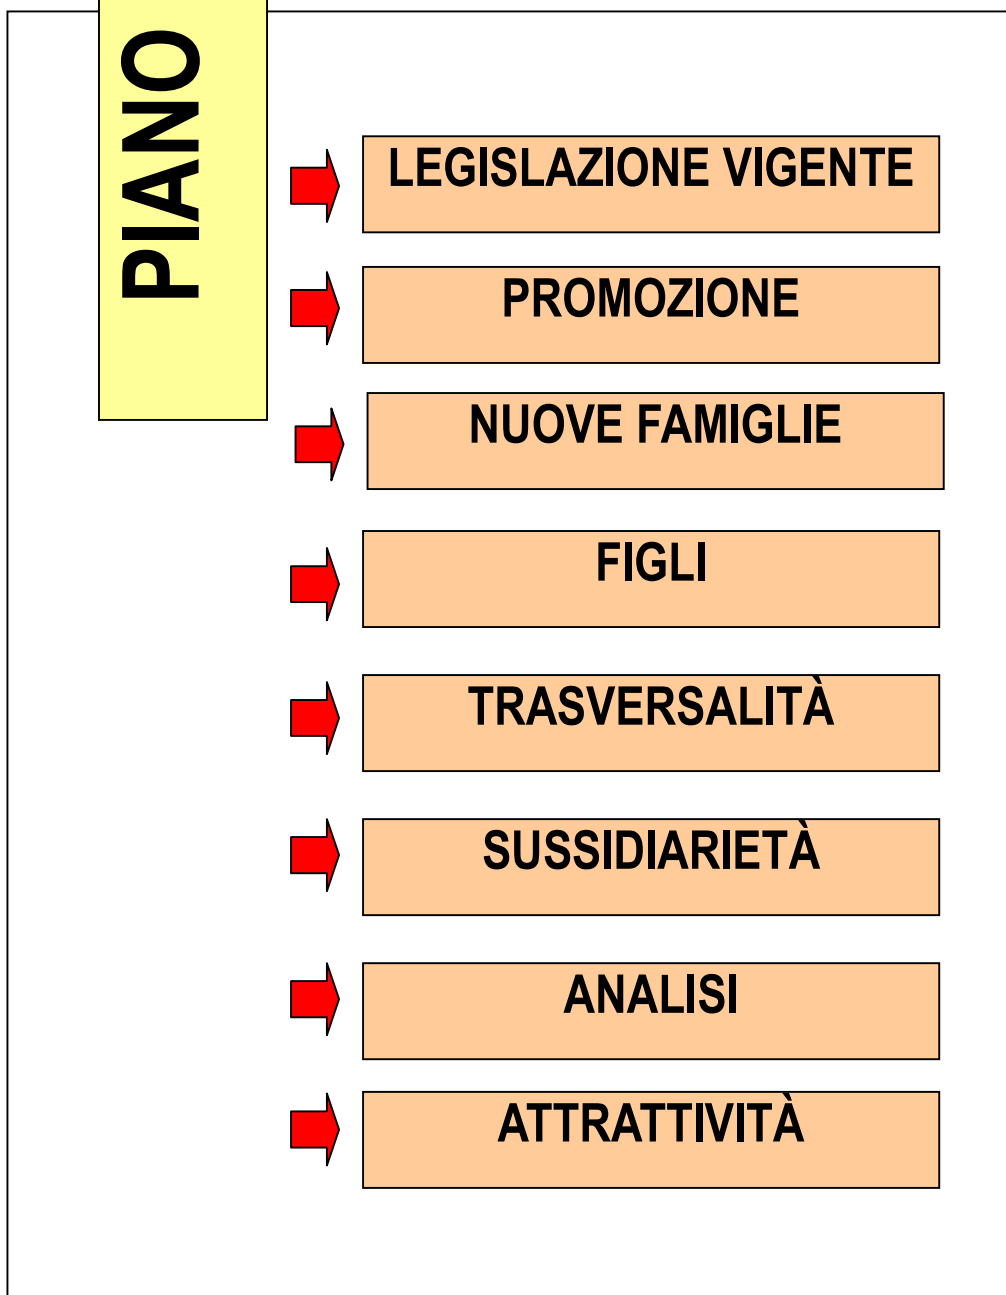 PIANO
LEGISLAZIONE VIGENTE
PROMOZIONE
NUOVE FAMIGLIE
FIGLI
TRASVERSALITÀ
SUSSIDIARIETÀ
ANALISI
ATTRATTIVITÀ